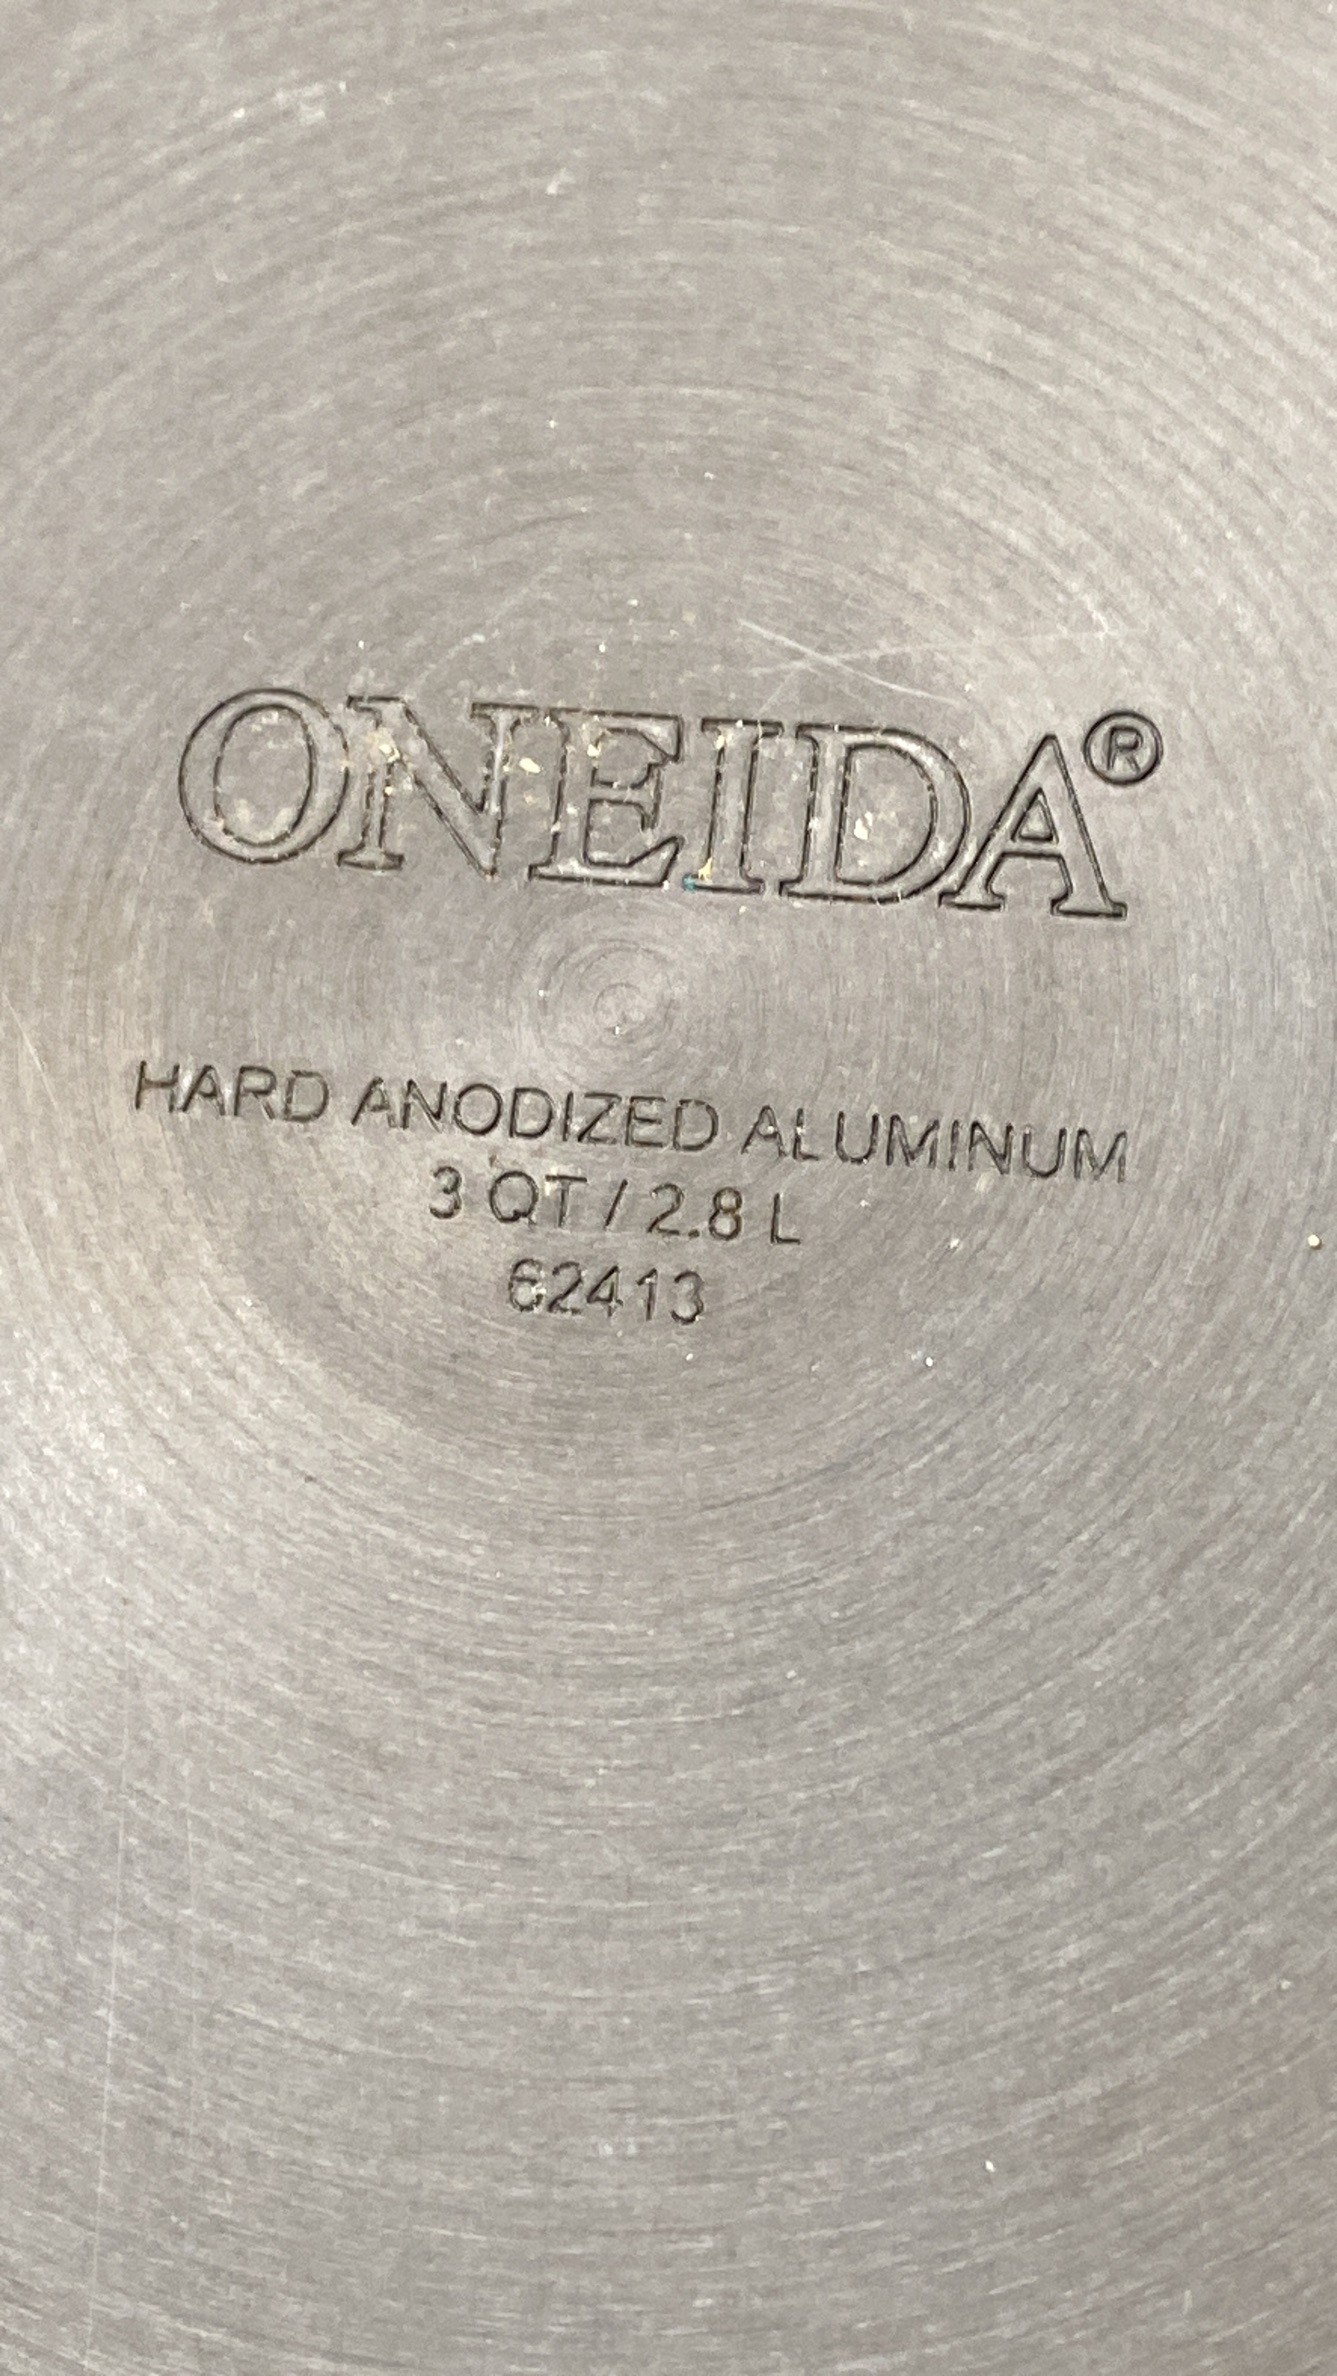 ONEIDA®
HARD ANODIZED ALUMINUM
3 QT / 2.8 L
62413